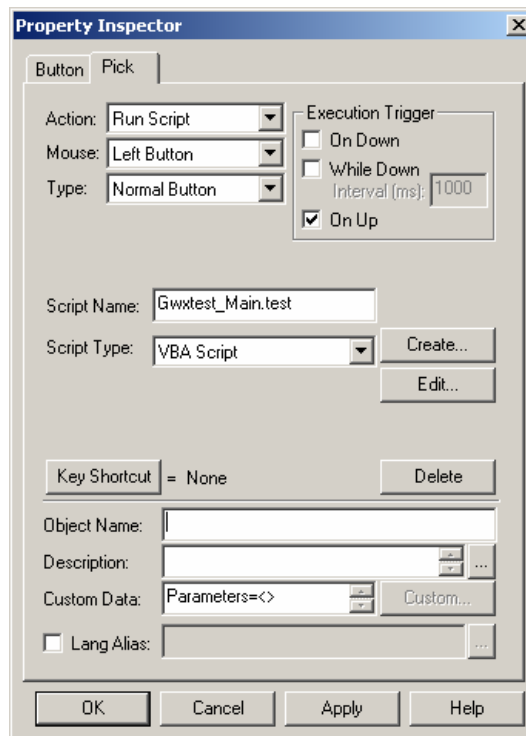 Property Inspector
Button Pick
Action: Run Script
Mouse: Left Button
Type: Normal Button
Execution Trigger
On Down
While Down
Interval (ms): 1000
On Up
Script Name: Gwxtest_Main.test
Script Type: VBA Script
Create...
Edit...
Key Shortcut = None Delete
Object Name:
Description: ...
Custom Data: Parameters=<> Custom...
Lang Alias: ...
OK Cancel Apply Help